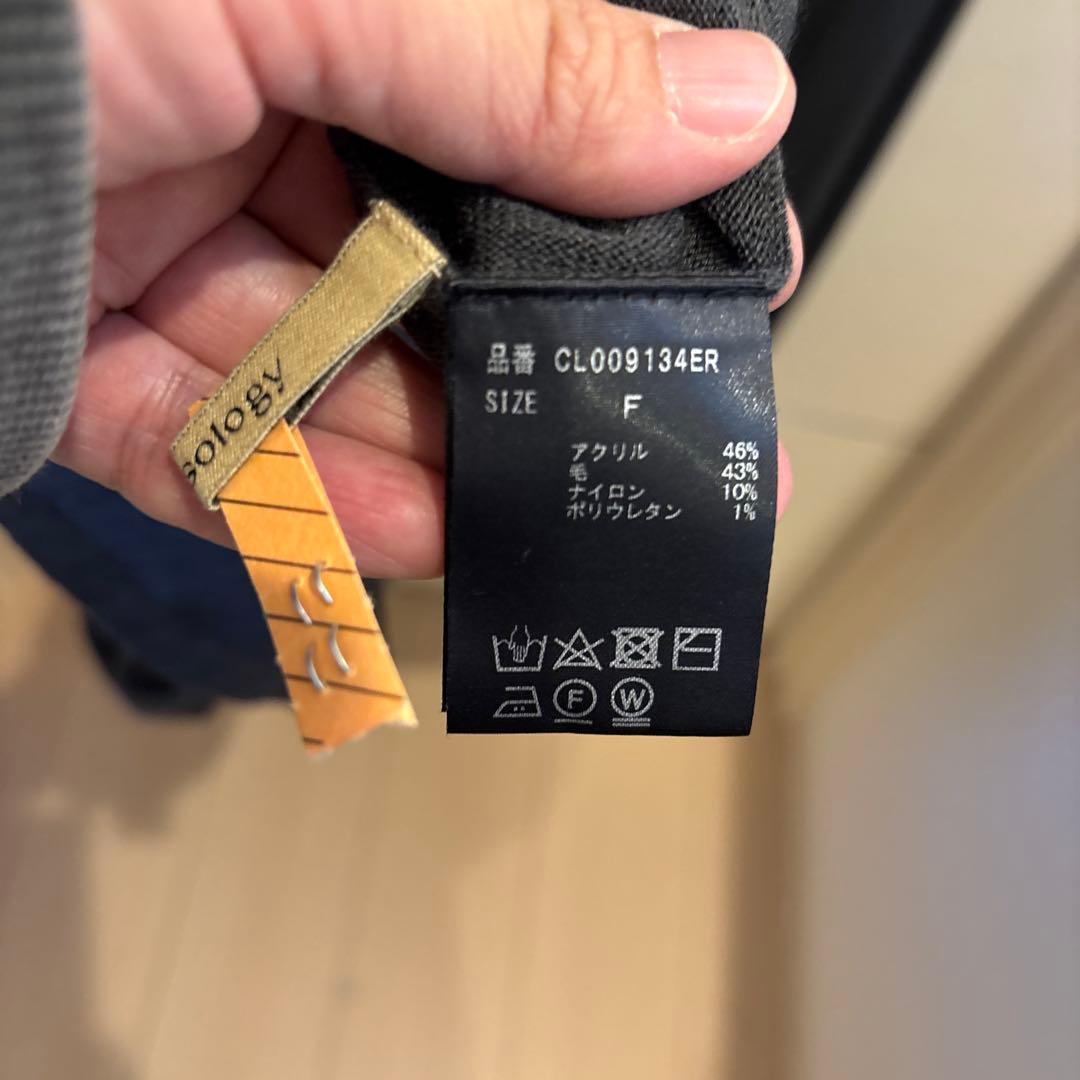 sology
品番 CL009134ER
SIZE F
アクリル 46%
毛 43%
ナイロン 10%
ポリウレタン 1%
F W